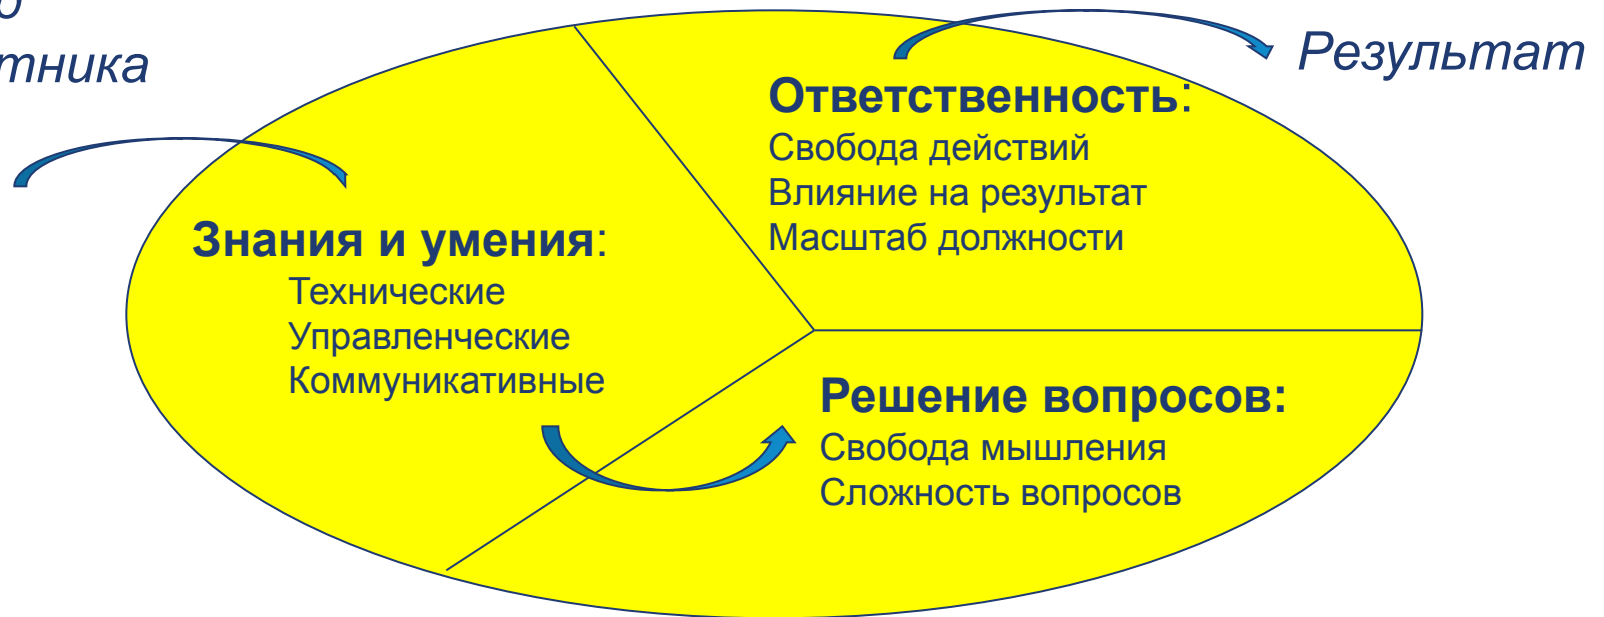 тника
Результат
Знания и умения:
Технические
Управленческие
Коммуникативные
Ответственность:
Свобода действий
Влияние на результат
Масштаб должности
Решение вопросов:
Свобода мышления
Сложность вопросов